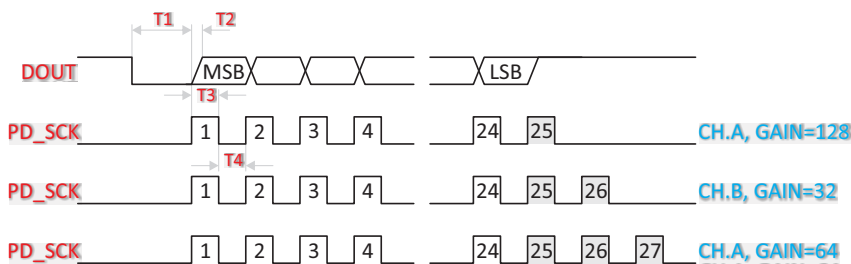 T1 T2
DOUT MSB LSB
T3
PD_SCK 1 2 3 4 24 25 CH.A, GAIN=128
T4
PD_SCK 1 2 3 4 24 25 26 CH.B, GAIN=32
PD_SCK 1 2 3 4 24 25 26 27 CH.A, GAIN=64